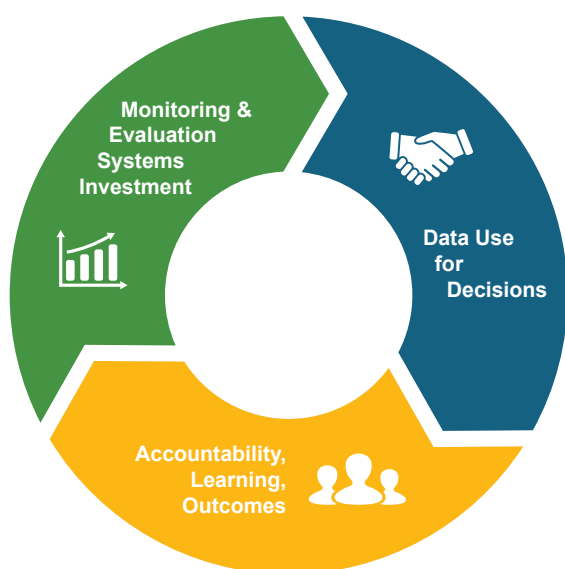 Monitoring &
Evaluation
Systems
Investment
Data Use
for
Decisions
Accountability,
Learning,
Outcomes